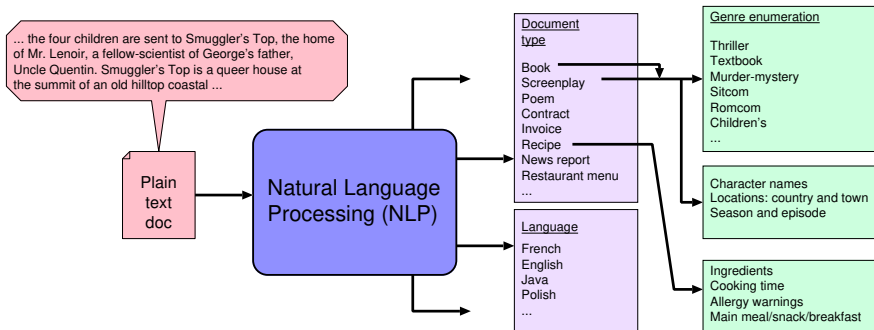 ... the four children are sent to Smuggler's Top, the home
of Mr. Lenoir, a fellow-scientist of George's father,
Uncle Quentin. Smuggler's Top is a queer house at
the summit of an old hilltop coastal ...
Plain
text
doc
Natural Language
Processing (NLP)
Document
type
Book
Screenplay
Poem
Contract
Invoice
Recipe
News report
Restaurant menu
...
Language
French
English
Java
Polish
...
Genre enumeration
Thriller
Textbook
Murder-mystery
Sitcom
Romcom
Children's
...
Character names
Locations: country and town
Season and episode
Ingredients
Cooking time
Allergy warnings
Main meal/snack/breakfast